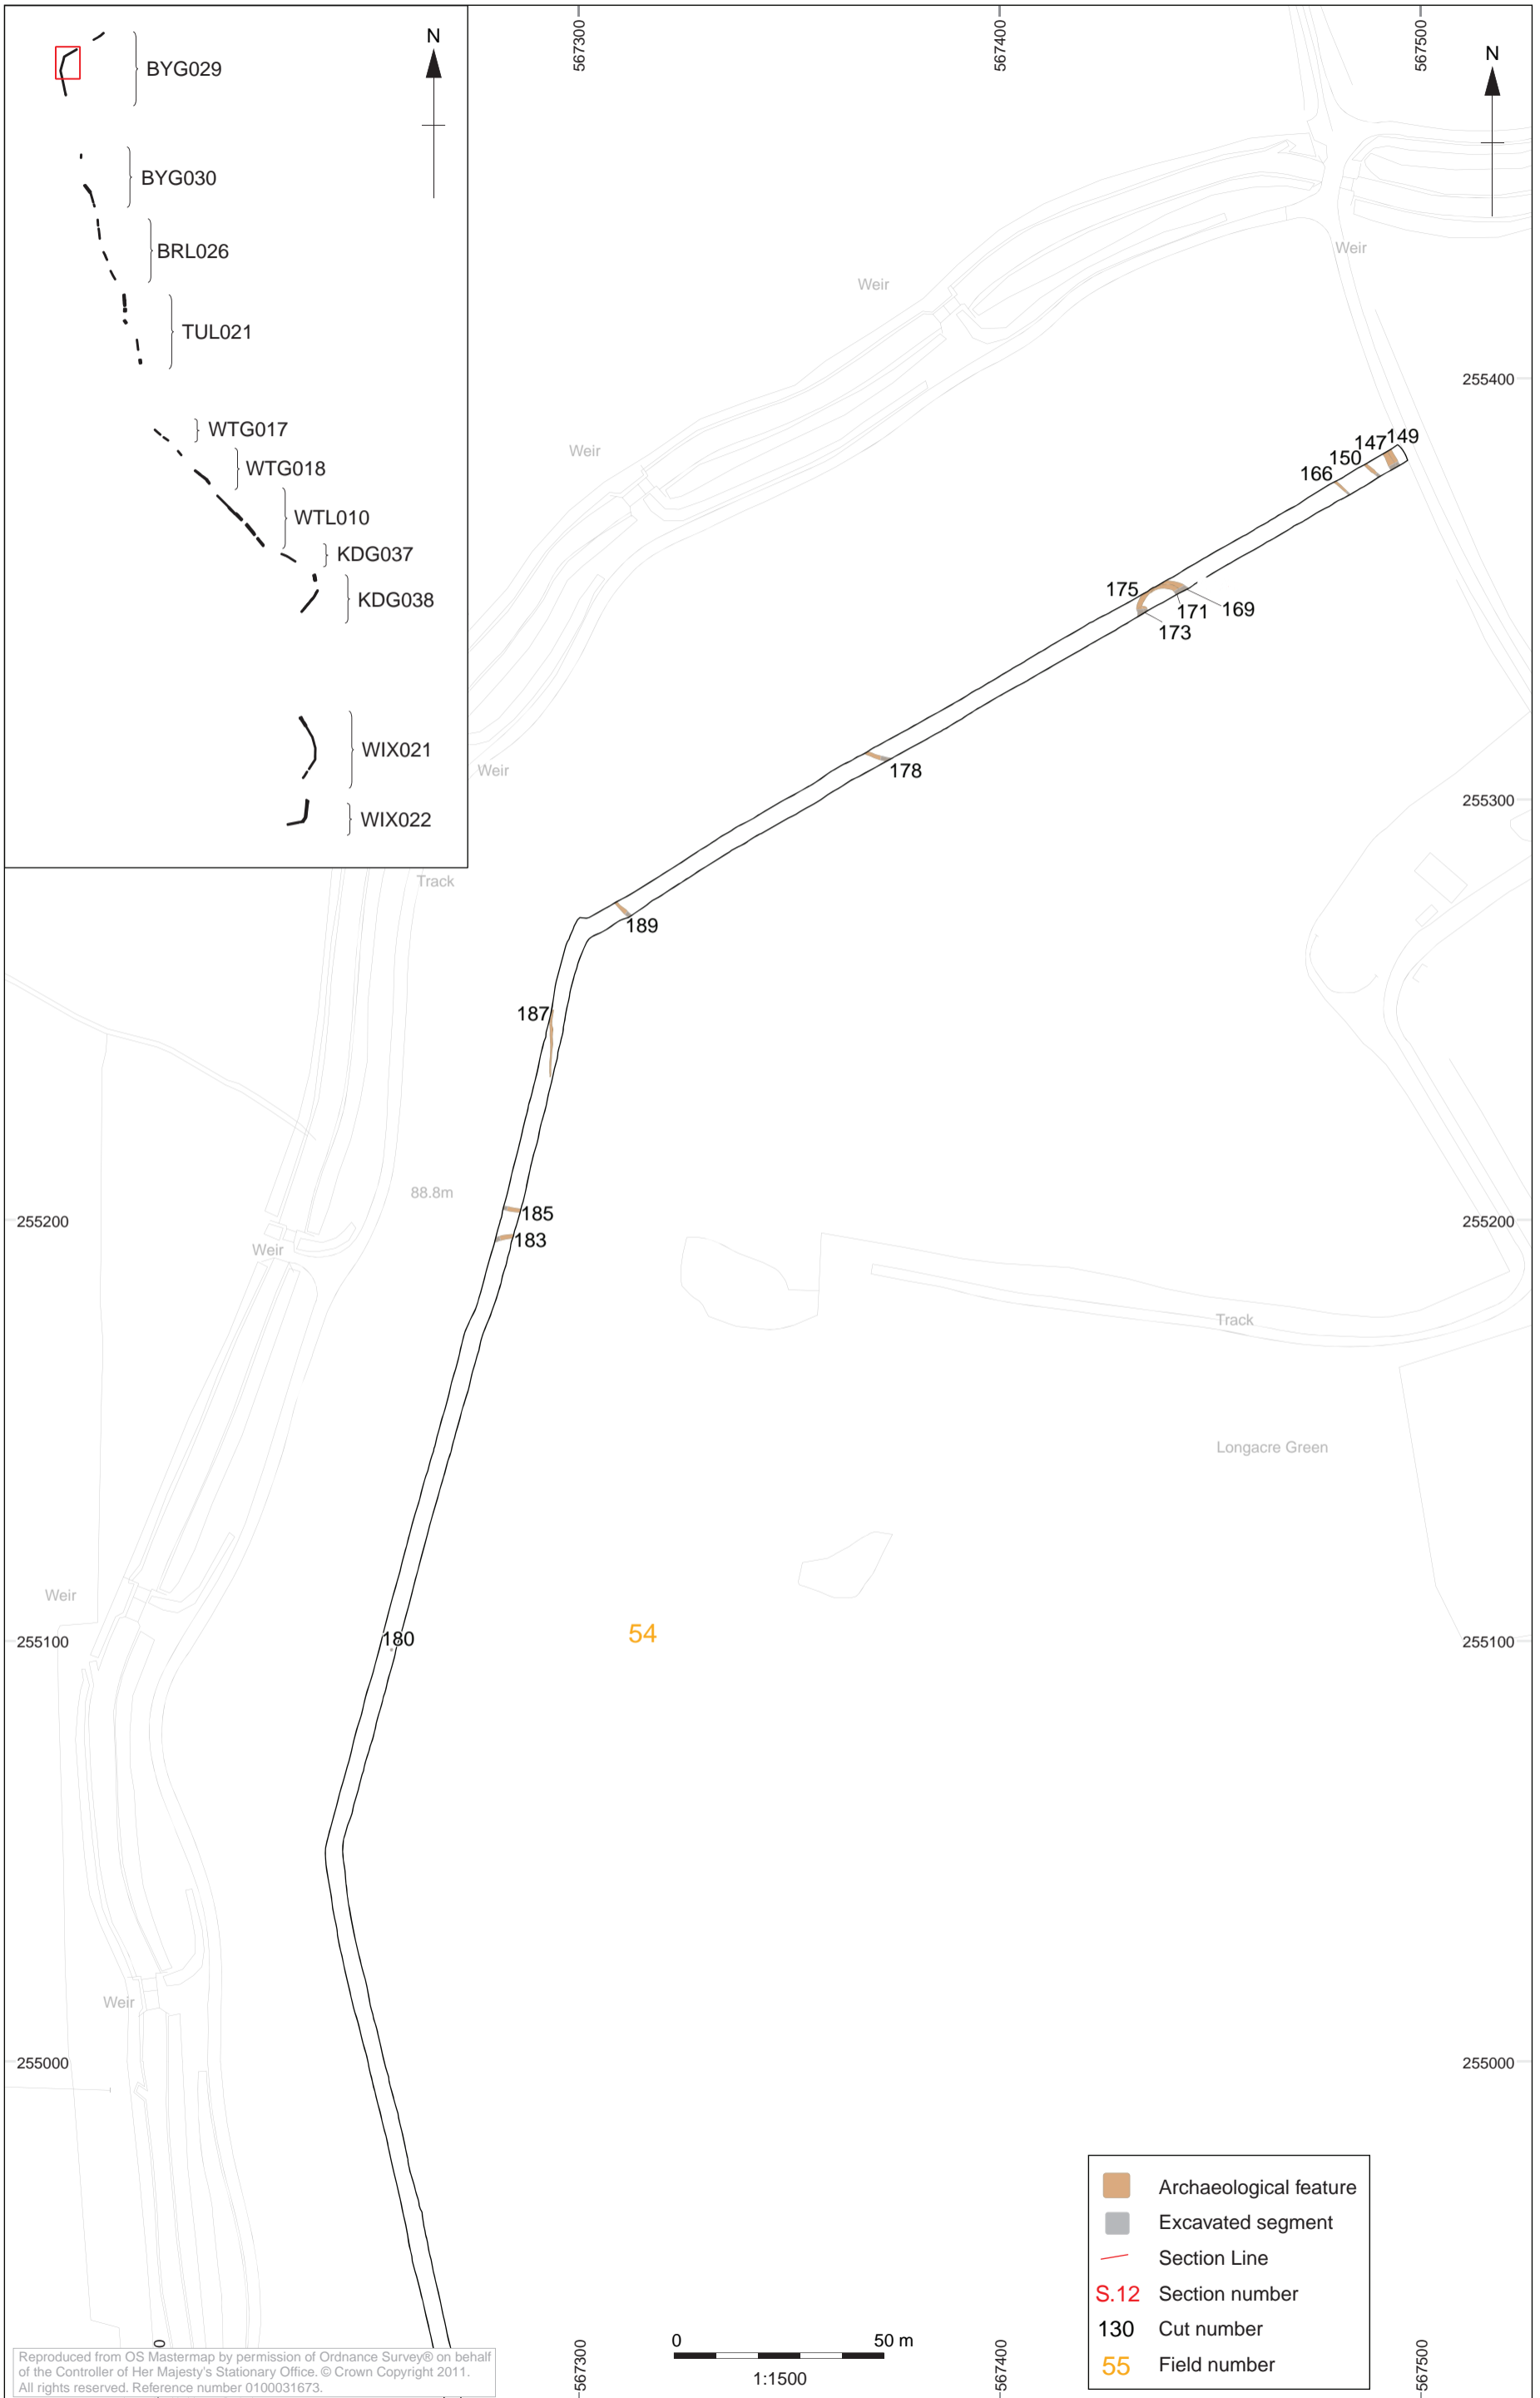 567300
567400
567500
N
N
BYG029
BYG030
BRL026
TUL021
WTG017
WTG018
WTL010
KDG037
KDG038
WIX021
WIX022
Weir
Weir
255400
147
149
150
166
Weir
175
169
171
173
Weir
178
255300
Track
189
187
88.8m
255200
185
255200
183
Weir
Track
Longacre Green
Weir
255100
180
54
255100
Weir
255000
255000
Archaeological feature
Excavated segment
Section Line
S.12 Section number
130 Cut number
55 Field number
0 50 m
1:1500
0
567300
567400
567500
Reproduced from OS Mastermap by permission of Ordnance Survey® on behalf
of the Controller of Her Majesty's Stationary Office. © Crown Copyright 2011.
All rights reserved. Reference number 0100031673.